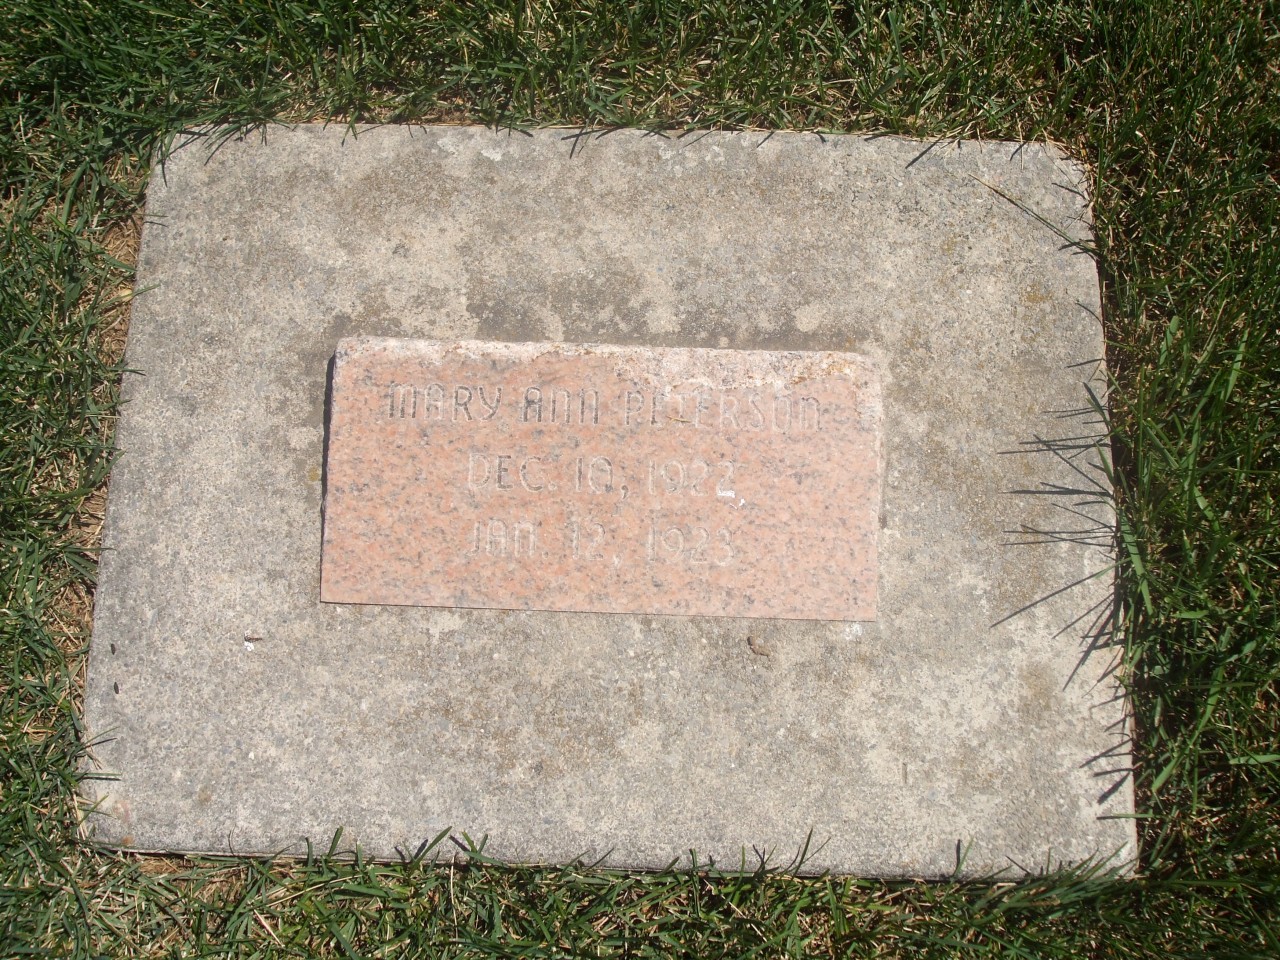 MARY ANN PETERSON
DEC. 10, 1922
JAN. 12, 1923